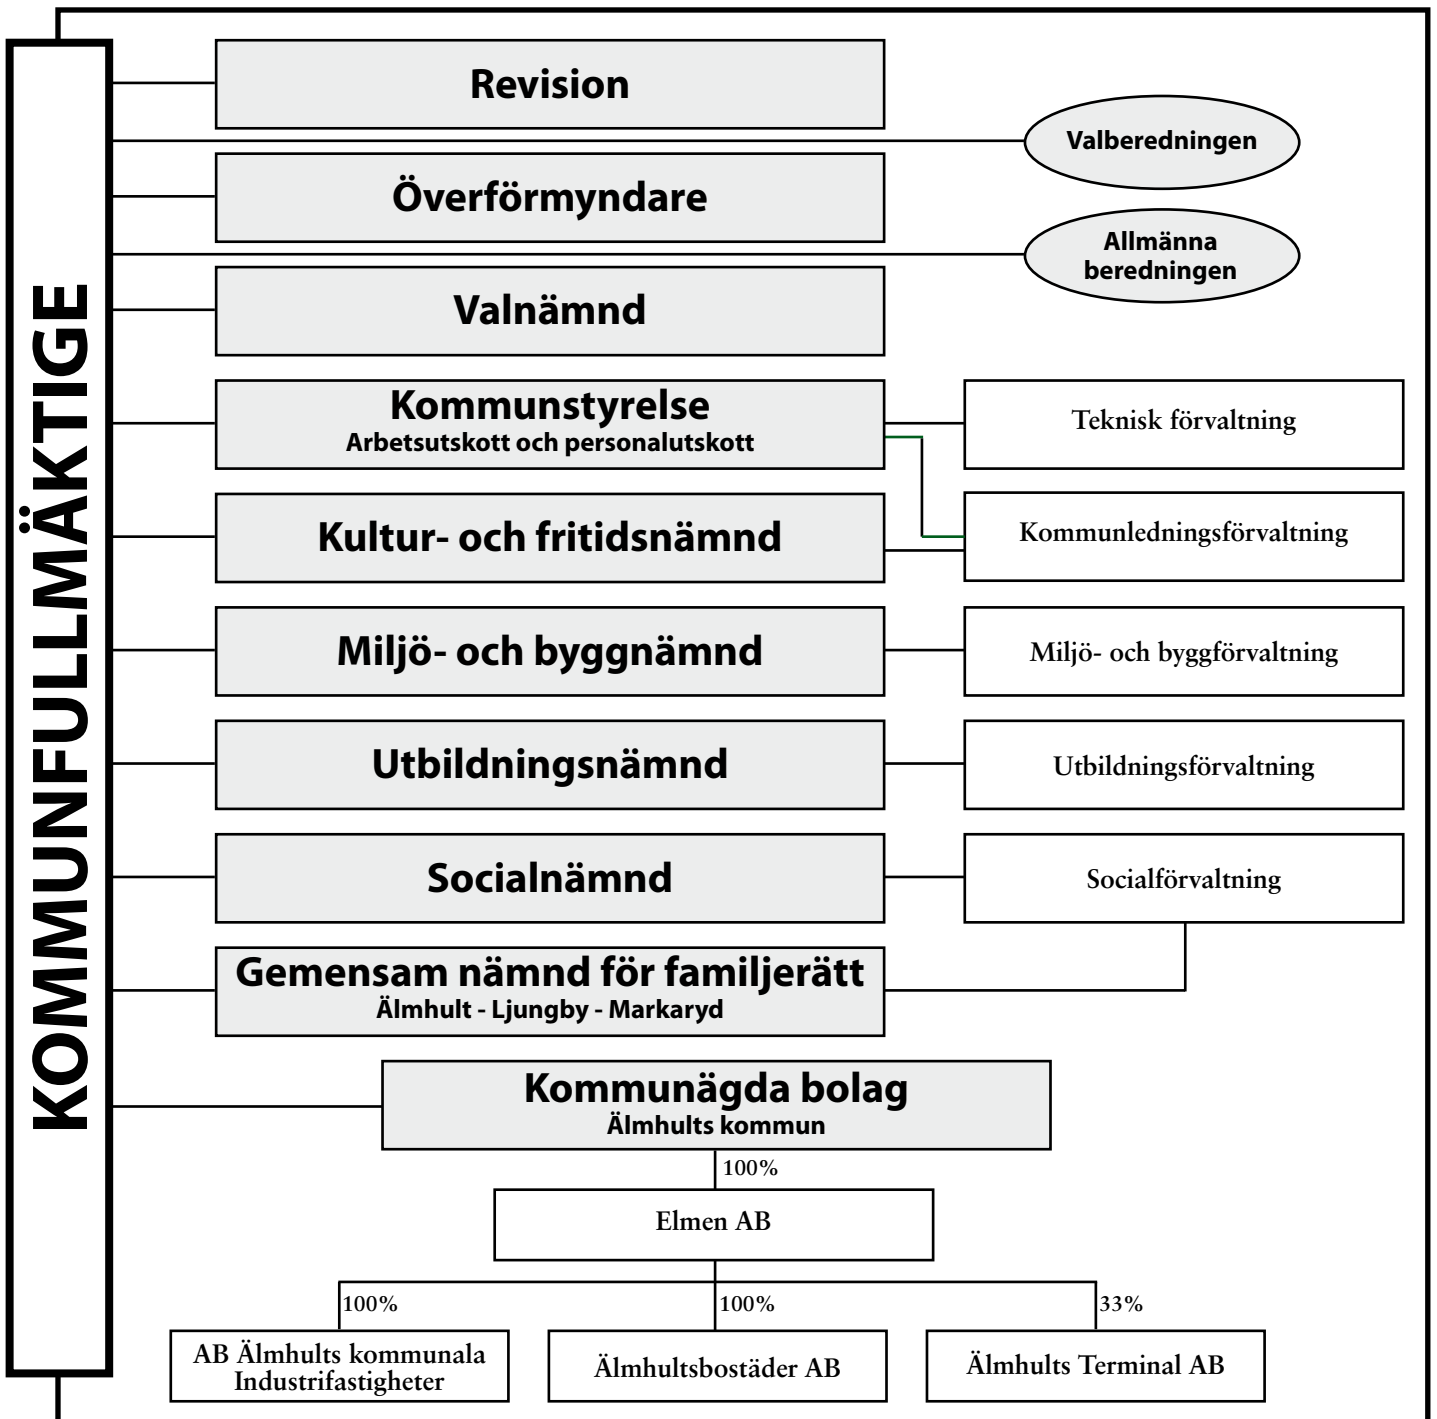 KOMMUNFULLMÄKTIGE
Revision
Valberedningen
Överförmyndare
Allmänna
beredningen
Valnämnd
Kommunstyrelse
Arbetsutskott och personalutskott
Teknisk förvaltning
Kultur- och fritidsnämnd
Kommunledningsförvaltning
Miljö- och byggnämnd
Miljö- och byggförvaltning
Utbildningsnämnd
Utbildningsförvaltning
Socialnämnd
Socialförvaltning
Gemensam nämnd för familjerätt
Älmhult - Ljungby - Markaryd
Kommunägda bolag
Älmhults kommun
100%
Elmen AB
100%
100%
33%
AB Älmhults kommunala
Industrifastigheter
Älmhultsbostäder AB
Älmhults Terminal AB